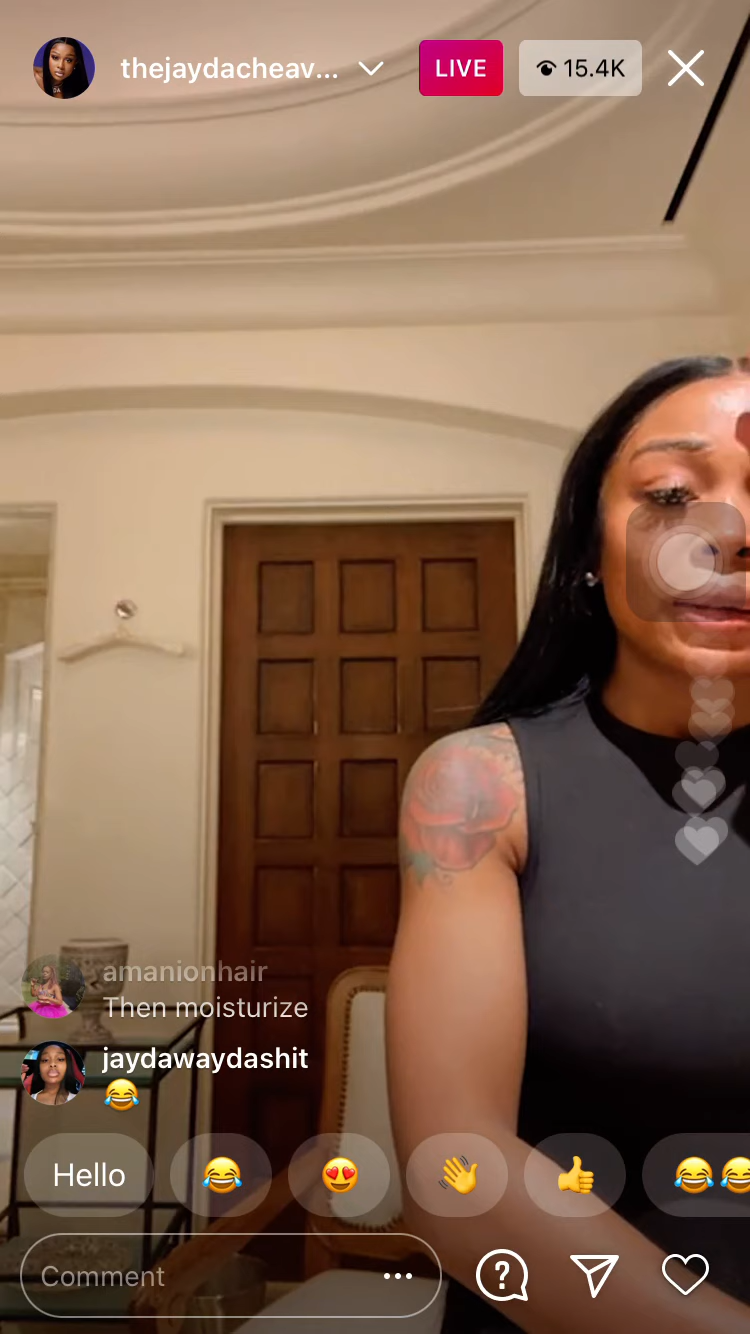 thejaydacheav...
LIVE
15.4K
amanionhair
Then moisturize
jaydawaydashit
😂
Hello
😂
😍
👋
👍
😂😂
Comment